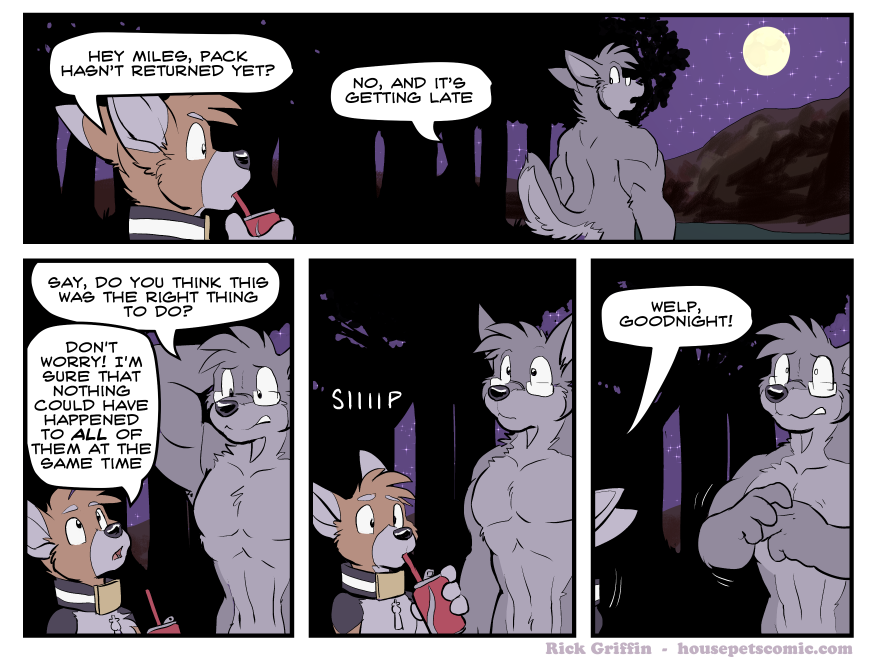 HEY MILES, PACK
HASN'T RETURNED YET?
NO, AND IT'S
GETTING LATE
SAY, DO YOU THINK THIS
WAS THE RIGHT THING
TO DO?
DON'T
WORRY! I'M
SURE THAT
NOTHING
COULD HAVE
HAPPENED
TO ALL OF
THEM AT THE
SAME TIME
SIIIIP
WELP,
GOODNIGHT!
Rick Griffin - housepetscomic.com